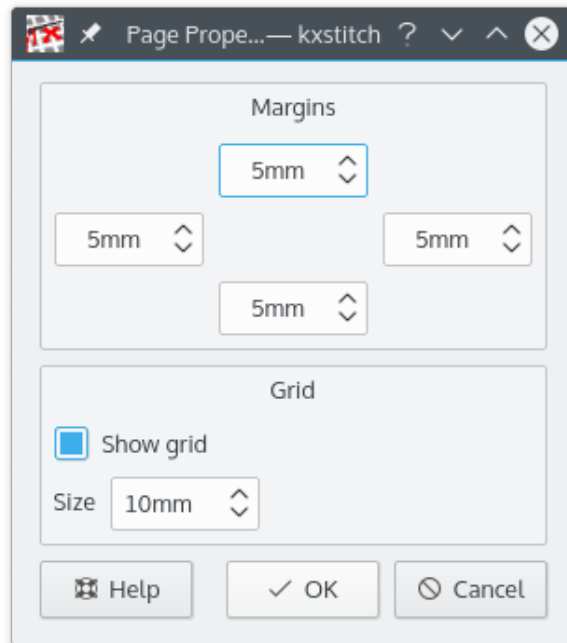 Page Prope...— kxstitch
Margins
5mm
5mm 5mm
5mm
Grid
Show grid
Size 10mm
Help OK Cancel